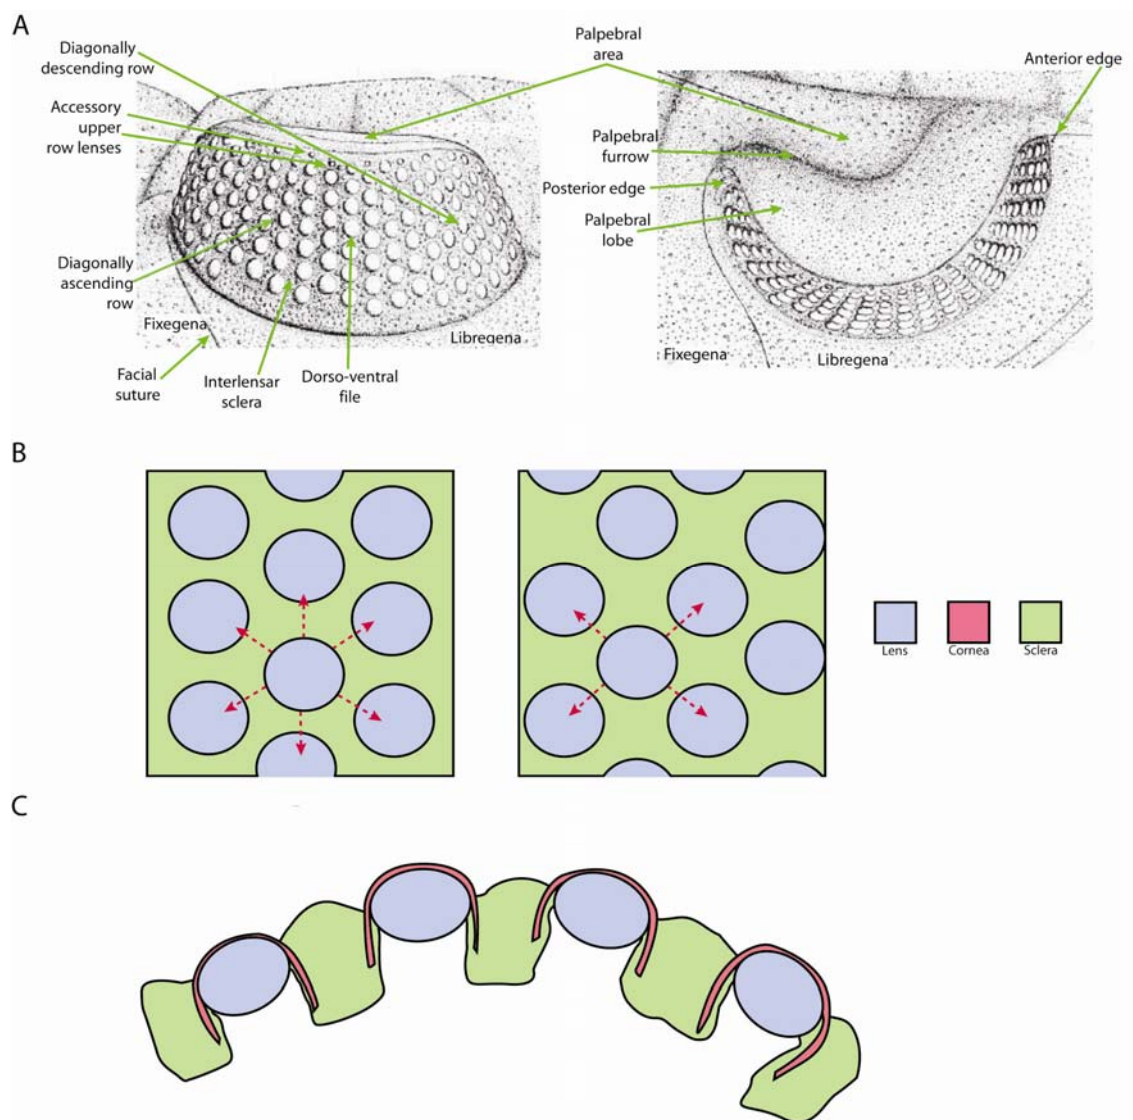 A
Diagonally
descending row
Accessory
upper
row lenses
Diagonally
ascending
row
Fixegena
Facial
suture
Interlensar
sclera
Dorso-ventral
file
Libregena
Palpebral
area
Anterior edge
Palpebral
furrow
Posterior edge
Palpebral
lobe
Fixegena
Libregena
B
Lens
Cornea
Sclera
C